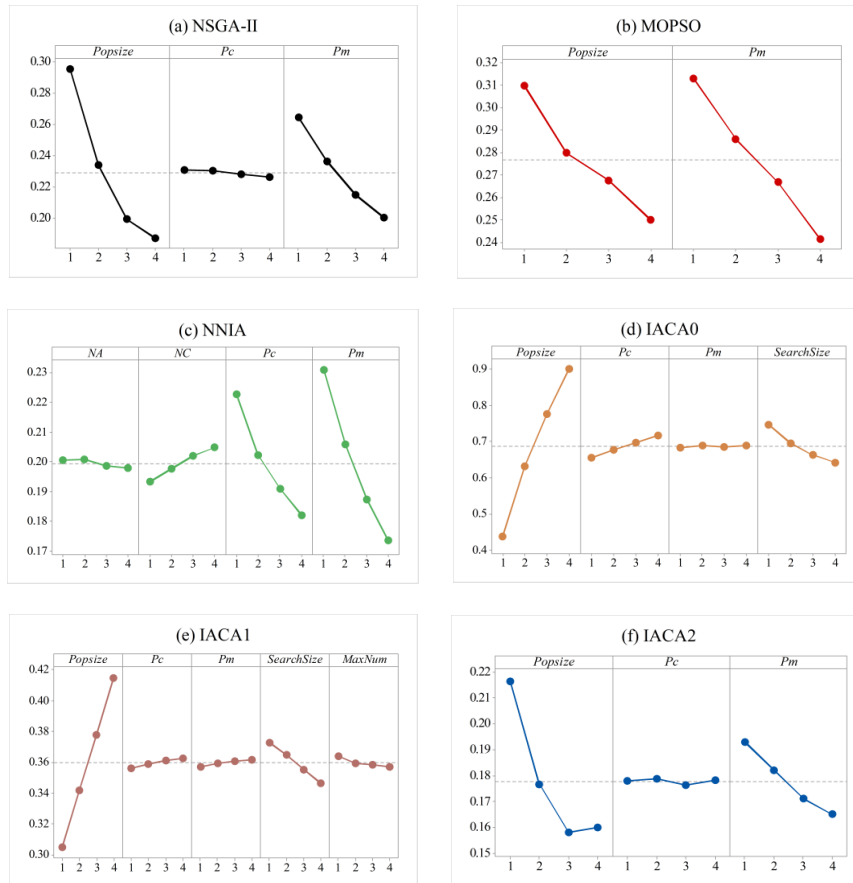 (a) NSGA-II
Popsize Pc Pm
0.30
0.28
0.26
0.24
0.22
0.20
1 2 3 4 1 2 3 4 1 2 3 4
(b) MOPSO
Popsize Pm
0.32
0.31
0.30
0.29
0.28
0.27
0.26
0.25
0.24
1 2 3 4 1 2 3 4
(c) NNIA
NA NC Pc Pm
0.23
0.22
0.21
0.20
0.19
0.18
0.17
1 2 3 4 1 2 3 4 1 2 3 4 1 2 3 4
(d) IACA0
Popsize Pc Pm SearchSize
0.9
0.8
0.7
0.6
0.5
0.4
1 2 3 4 1 2 3 4 1 2 3 4 1 2 3 4
(e) IACA1
Popsize Pc Pm SearchSize MaxNum
0.42
0.40
0.38
0.36
0.34
0.32
0.30
1 2 3 4 1 2 3 4 1 2 3 4 1 2 3 4 1 2 3 4
(f) IACA2
Popsize Pc Pm
0.22
0.21
0.20
0.19
0.18
0.17
0.16
0.15
1 2 3 4 1 2 3 4 1 2 3 4